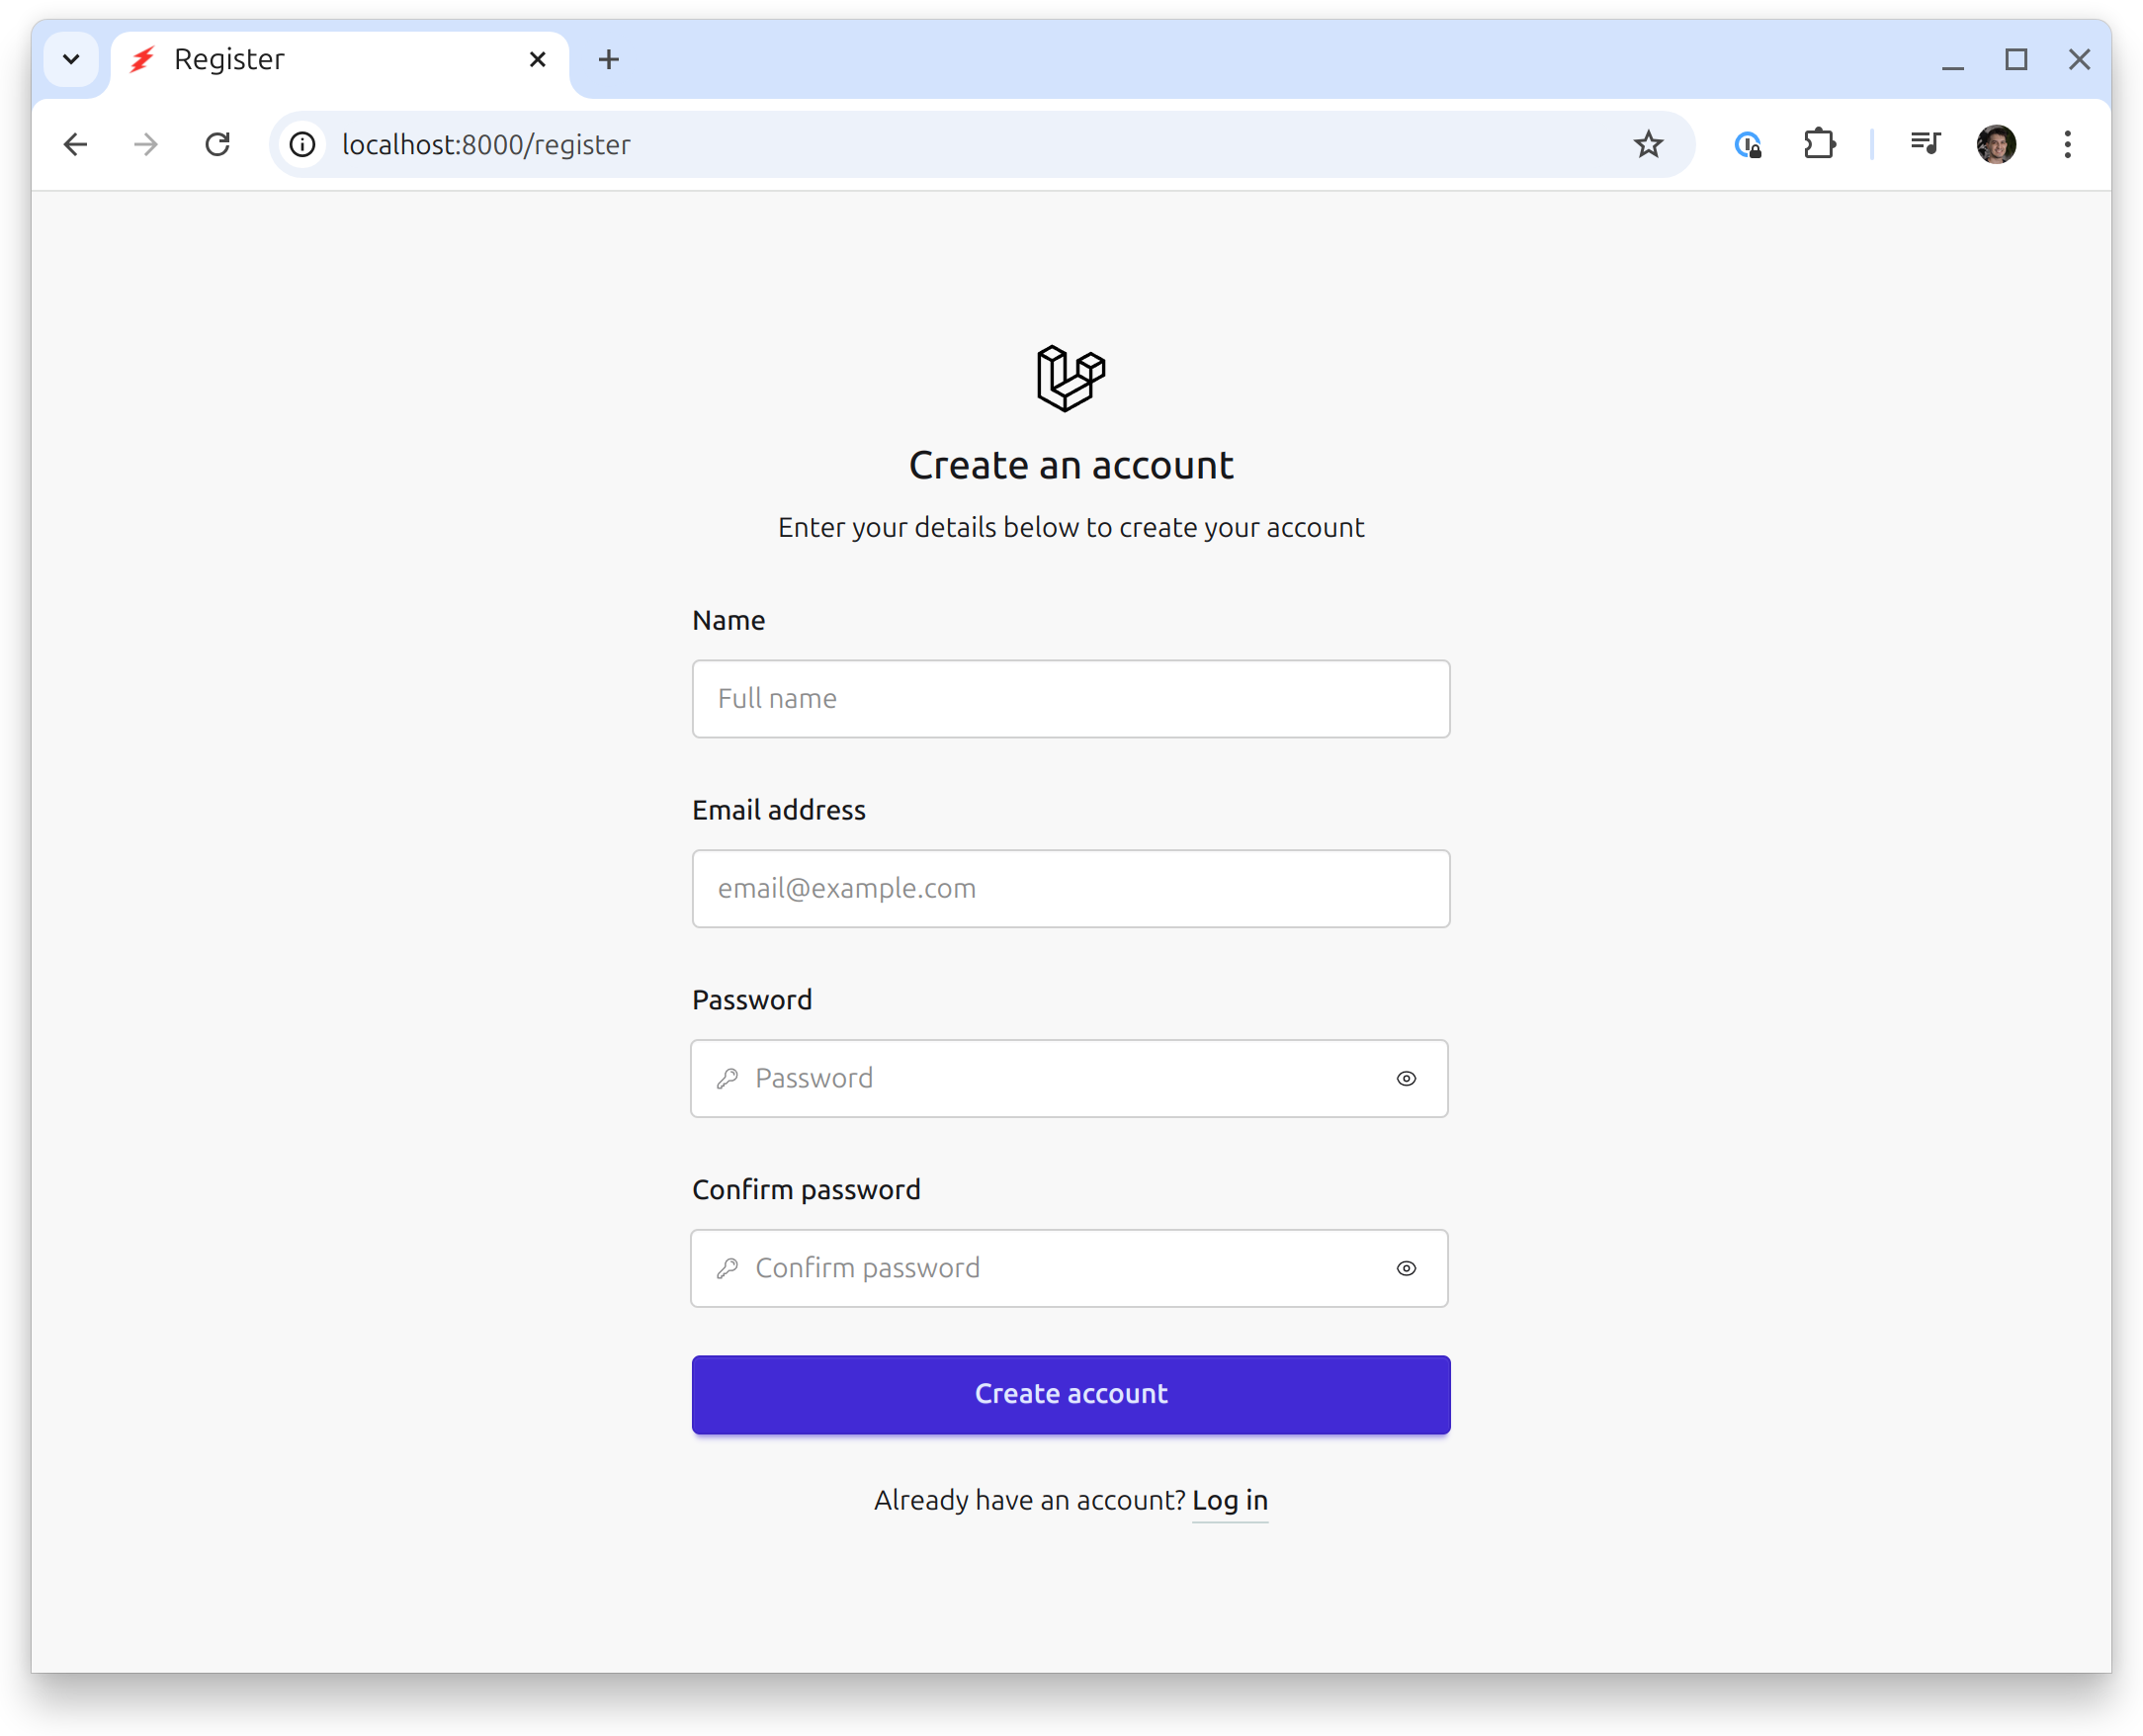 Register
localhost:8000/register
Create an account
Enter your details below to create your account
Name
Full name
Email address
email@example.com
Password
Password
Confirm password
Confirm password
Create account
Already have an account? Log in